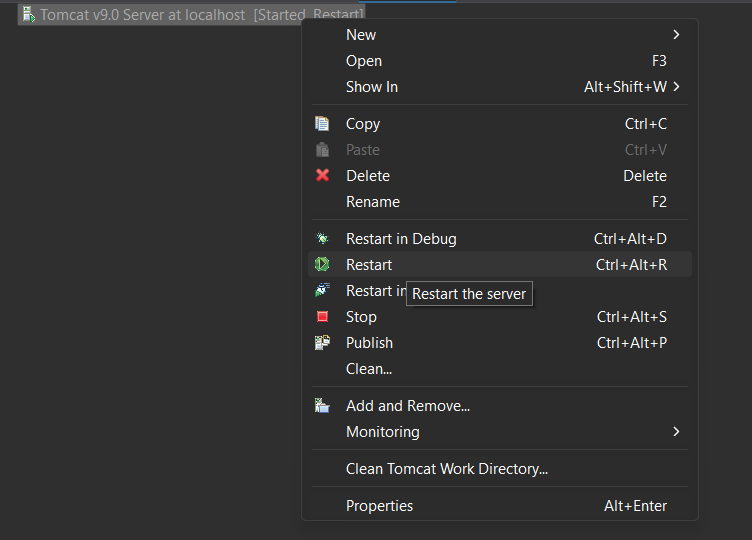 Tomcat v9.0 Server at localhost [Started, Restart]
New
Open F3
Show In Alt+Shift+W
Copy Ctrl+C
Paste Ctrl+V
Delete Delete
Rename F2
Restart in Debug Ctrl+Alt+D
Restart Ctrl+Alt+R
Restart in
Restart the server
Stop Ctrl+Alt+S
Publish Ctrl+Alt+P
Clean...
Add and Remove...
Monitoring
Clean Tomcat Work Directory...
Properties Alt+Enter